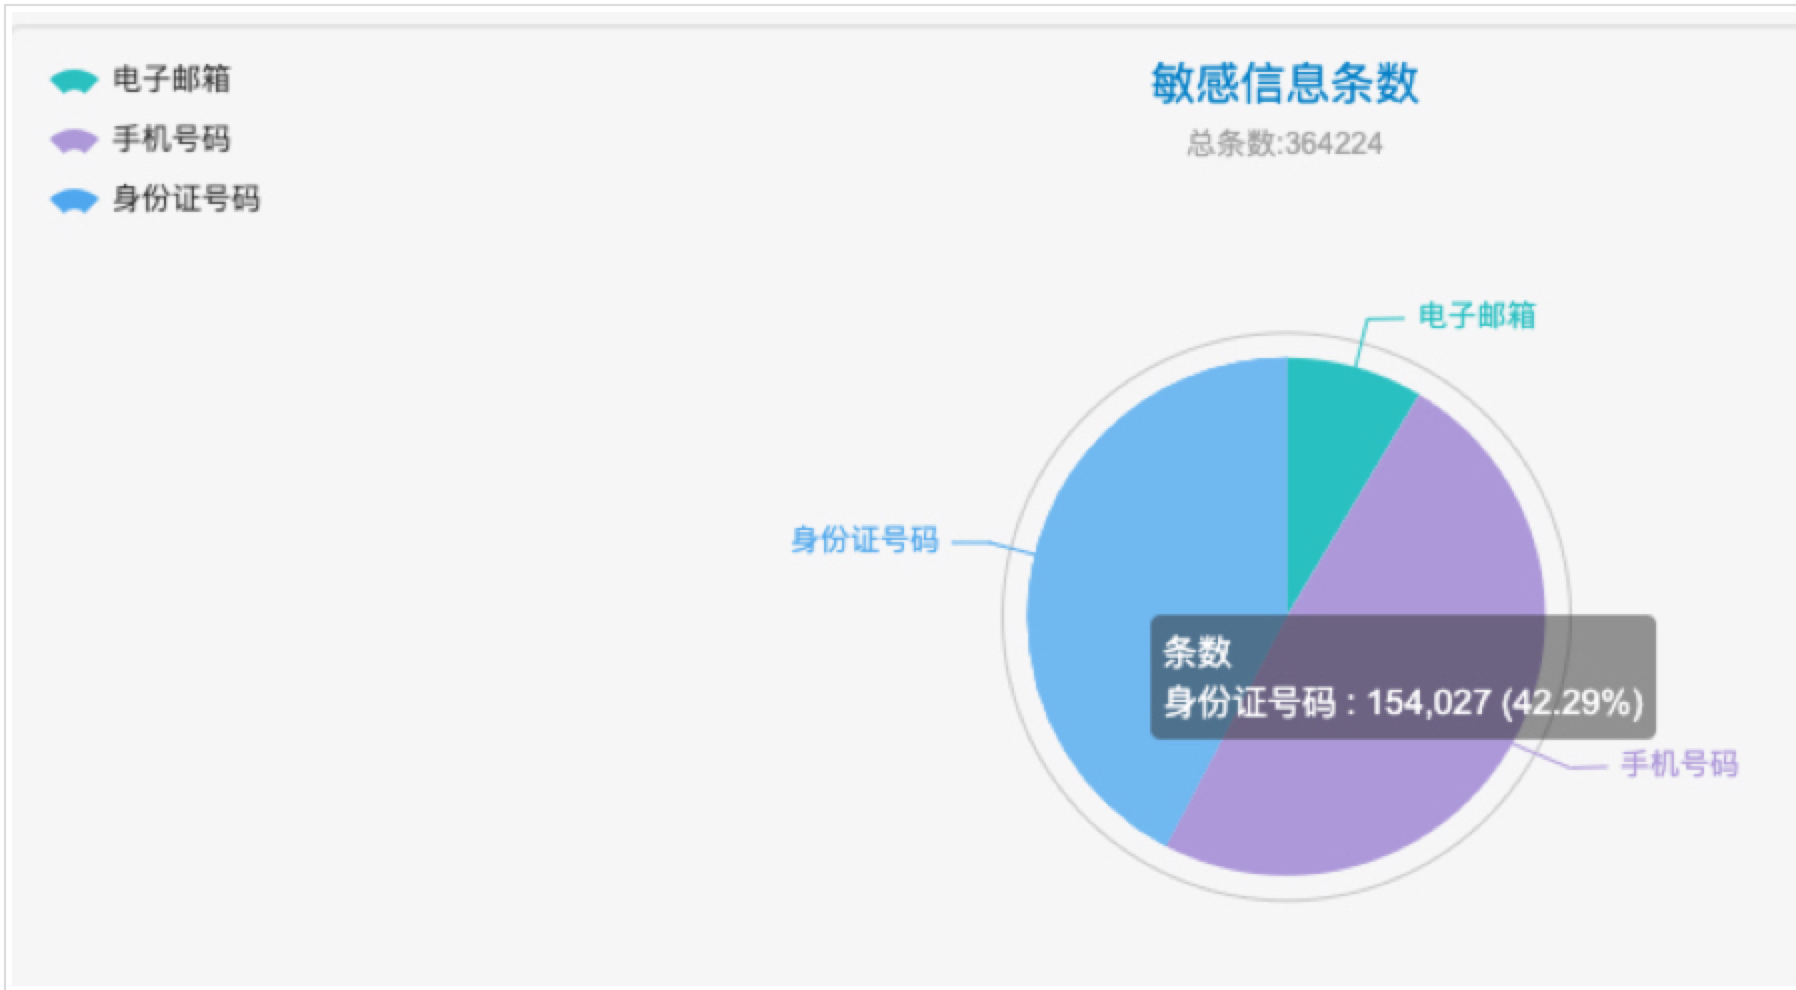 电子邮箱
手机号码
身份证号码
敏感信息条数
总条数:364224
电子邮箱
身份证号码
条数
身份证号码 : 154,027 (42.29%)
手机号码